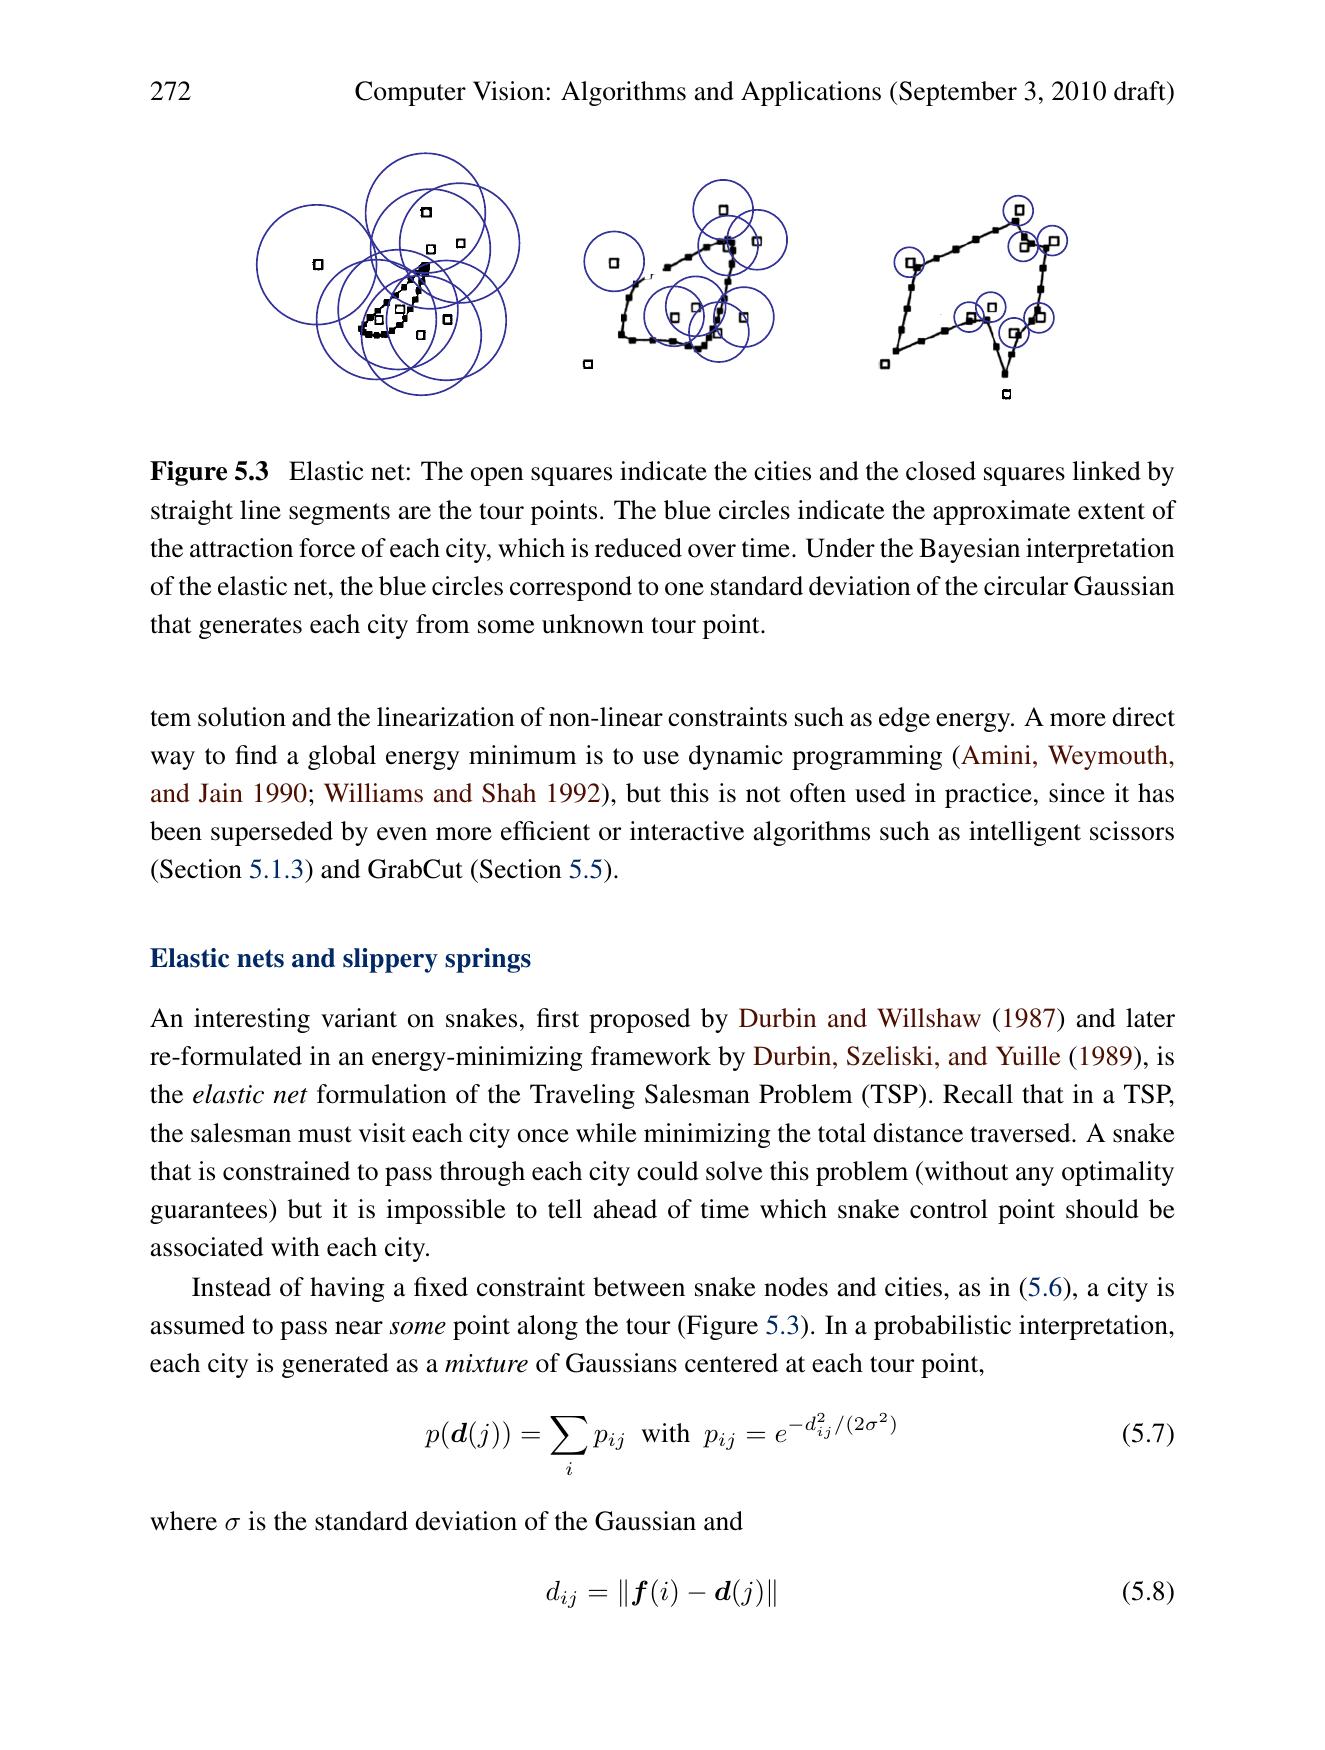 272 Computer Vision: Algorithms and Applications (September 3, 2010 draft)
Figure 5.3 Elastic net: The open squares indicate the cities and the closed squares linked by
straight line segments are the tour points. The blue circles indicate the approximate extent of
the attraction force of each city, which is reduced over time. Under the Bayesian interpretation
of the elastic net, the blue circles correspond to one standard deviation of the circular Gaussian
that generates each city from some unknown tour point.
tem solution and the linearization of non-linear constraints such as edge energy. A more direct
way to find a global energy minimum is to use dynamic programming (Amini, Weymouth,
and Jain 1990; Williams and Shah 1992), but this is not often used in practice, since it has
been superseded by even more efficient or interactive algorithms such as intelligent scissors
(Section 5.1.3) and GrabCut (Section 5.5).
Elastic nets and slippery springs
An interesting variant on snakes, first proposed by Durbin and Willshaw (1987) and later
re-formulated in an energy-minimizing framework by Durbin, Szeliski, and Yuille (1989), is
the elastic net formulation of the Traveling Salesman Problem (TSP). Recall that in a TSP,
the salesman must visit each city once while minimizing the total distance traversed. A snake
that is constrained to pass through each city could solve this problem (without any optimality
guarantees) but it is impossible to tell ahead of time which snake control point should be
associated with each city.
Instead of having a fixed constraint between snake nodes and cities, as in (5.6), a city is
assumed to pass near some point along the tour (Figure 5.3). In a probabilistic interpretation,
each city is generated as a mixture of Gaussians centered at each tour point,
p(d(j)) = ∑_i p_{ij} with p_{ij} = e^{−d_{ij}^2/(2σ^2)} (5.7)
where σ is the standard deviation of the Gaussian and
d_{ij} = ‖f(i) − d(j)‖ (5.8)